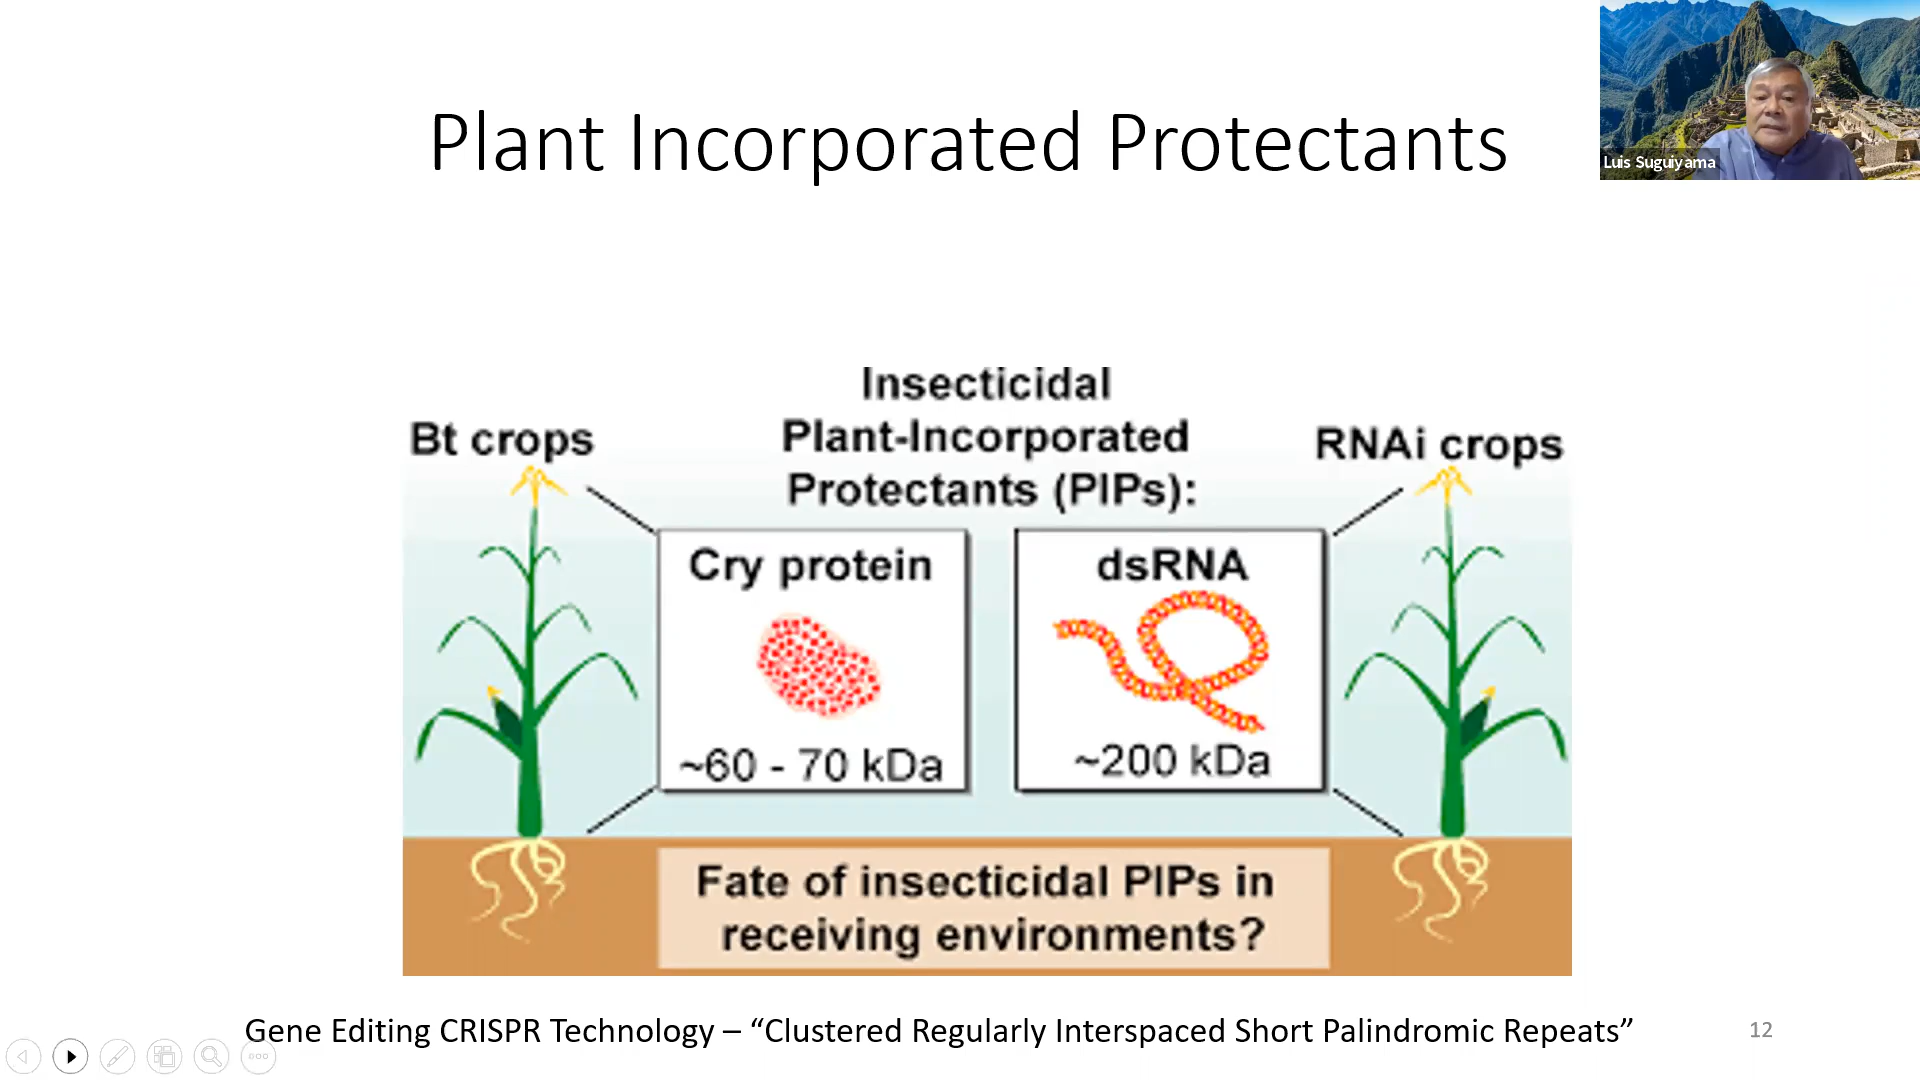 Plant Incorporated Protectants
Luis Suguiyama
Insecticidal
Plant-Incorporated
Protectants (PIPs):
Bt crops
RNAi crops
Cry protein
~60 - 70 kDa
dsRNA
~200 kDa
Fate of insecticidal PIPs in
receiving environments?
Gene Editing CRISPR Technology – “Clustered Regularly Interspaced Short Palindromic Repeats”
12